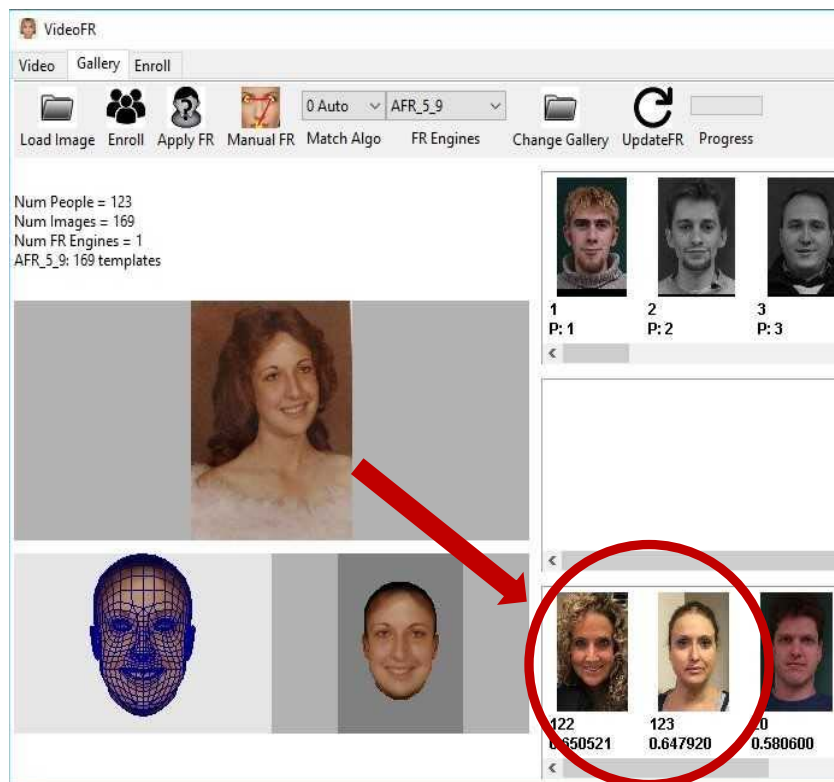 VideoFR
Video Gallery Enroll
0 Auto AFR_5_9
Load Image Enroll Apply FR Manual FR Match Algo FR Engines Change Gallery UpdateFR Progress
Num People = 123
Num Images = 169
Num FR Engines = 1
AFR_5_9: 169 templates
1 2 3
P: 1 P: 2 P: 3
122 123
0.650521 0.647920 0.580600